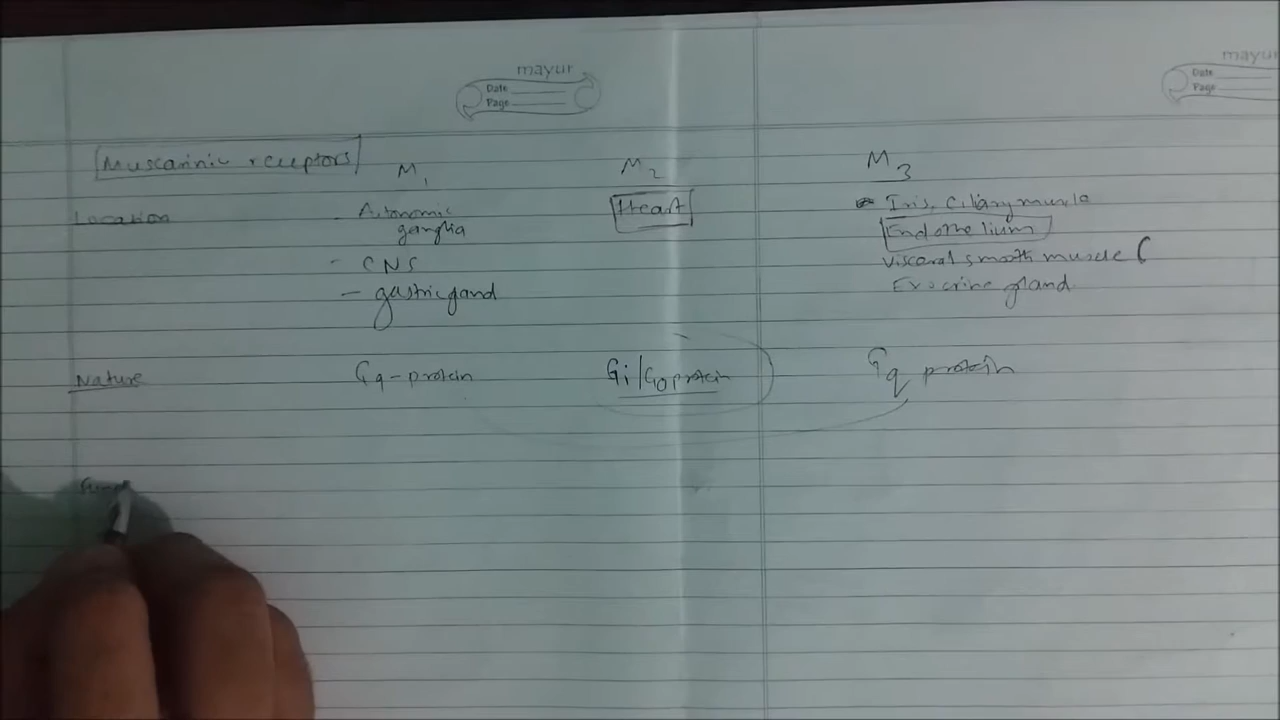 mayur
Date
Page
mayur
Date
Page
Muscarinic receptors
M1
M2
M3
Location
- Autonomic
ganglia
- CNS
- gastric gland
Heart
Iris, Ciliary muscle
Endothelium
Visceral smooth muscle (
Exocrine gland
Nature
Gq-protein
Gi/Go protein
Gq protein